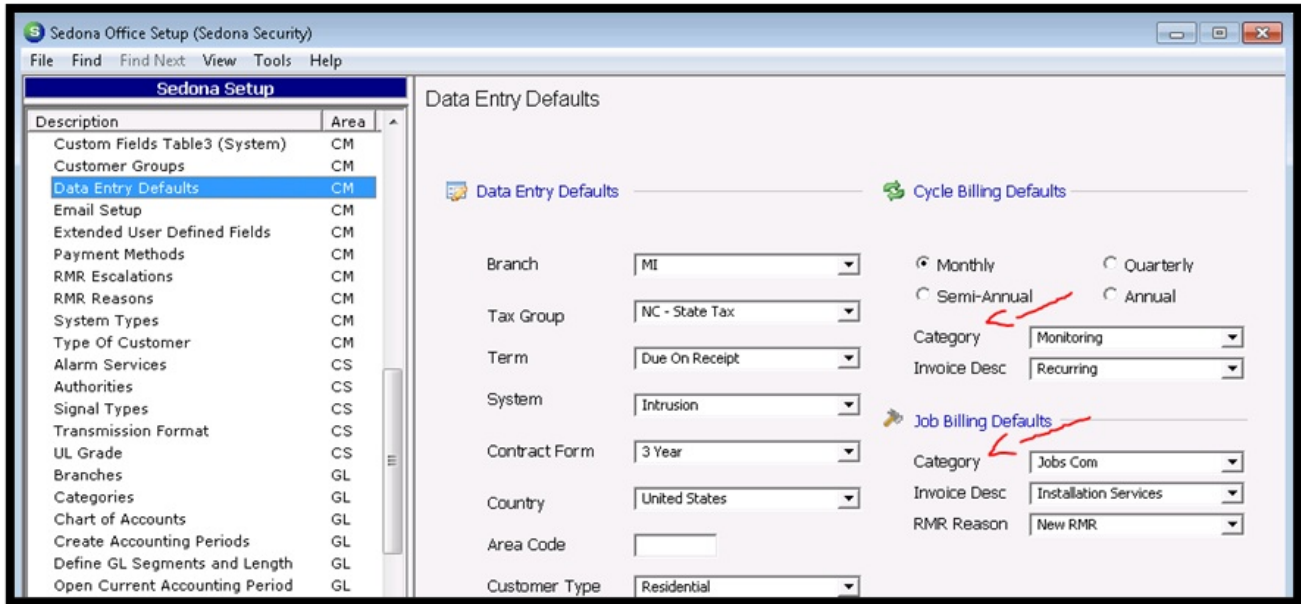 Sedona Office Setup (Sedona Security)
File Find Find Next View Tools Help
Sedona Setup
Description Area
Custom Fields Table3 (System) CM
Customer Groups CM
Data Entry Defaults CM
Email Setup CM
Extended User Defined Fields CM
Payment Methods CM
RMR Escalations CM
RMR Reasons CM
System Types CM
Type Of Customer CM
Alarm Services CS
Authorities CS
Signal Types CS
Transmission Format CS
UL Grade CS
Branches GL
Categories GL
Chart of Accounts GL
Create Accounting Periods GL
Define GL Segments and Length GL
Open Current Accounting Period GL
Data Entry Defaults
Data Entry Defaults
Branch MI
Tax Group NC - State Tax
Term Due On Receipt
System Intrusion
Contract Form 3 Year
Country United States
Area Code
Customer Type Residential
Cycle Billing Defaults
Monthly Quarterly
Semi-Annual Annual
Category Monitoring
Invoice Desc Recurring
Job Billing Defaults
Category Jobs Com
Invoice Desc Installation Services
RMR Reason New RMR